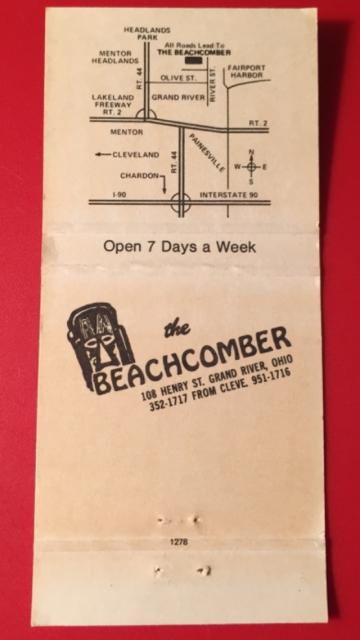 HEADLANDS
PARK
All Roads Lead To
THE BEACHCOMBER
MENTOR
HEADLANDS
RT. 44
OLIVE ST.
RIVER ST.
FAIRPORT
HARBOR
LAKELAND
FREEWAY
RT. 2
GRAND RIVER
RT. 2
MENTOR
PAINESVILLE
CLEVELAND
RT. 44
CHARDON
N
W E
S
I-90
INTERSTATE 90
Open 7 Days a Week
the
BEACHCOMBER
108 HENRY ST. GRAND RIVER, OHIO
352-1717 FROM CLEVE. 951-1716
1278